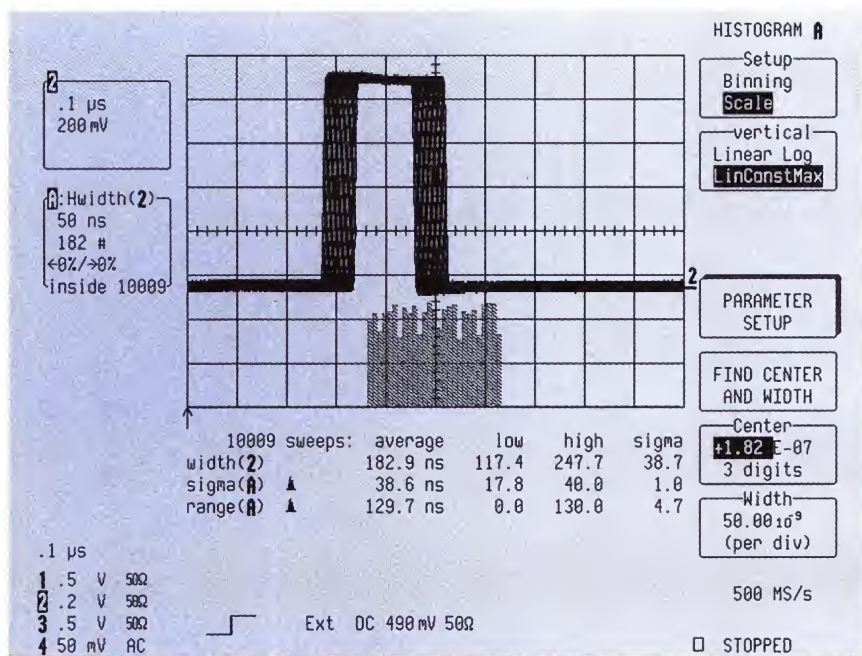 HISTOGRAM A
Setup
Binning
Scale
vertical
Linear Log
LinConstMax
PARAMETER
SETUP
FIND CENTER
AND WIDTH
Center
+1.82 E-07
3 digits
Width
50.00 10⁻⁹
(per div)
500 MS/s
□ STOPPED
2
.1 µs
200 mV
A:Hwidth(2)
50 ns
182 #
←0%/→0%
inside 10009
2
10009 sweeps: average low high sigma
width(2) 182.9 ns 117.4 247.7 38.7
sigma(A) 38.6 ns 17.8 40.0 1.0
range(A) 129.7 ns 0.0 130.0 4.7
.1 µs
1 .5 V 50Ω
2 .2 V 50Ω
3 .5 V 50Ω
4 50 mV AC
Ext DC 490 mV 50Ω